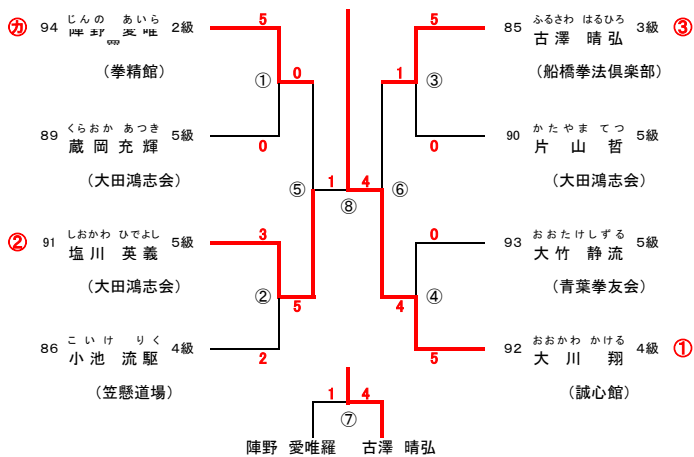 ㋕ 94 じんの あいら 2級
陣野 愛唯
（拳精館）
5
①
0
89 くらおか あつき 5級
蔵岡充輝
0
（大田鴻志会）
⑤
② 91 しおかわ ひでよし 5級
塩川 英義
3
（大田鴻志会）
②
5
86 こいけ りく 4級
小池 流駆
2
（笠懸道場）
1 4
⑧
5
85 ふるさわ はるひろ 3級 ③
古澤 晴弘
（船橋拳法倶楽部）
1
③
90 かたやま てつ 5級
片山 哲
0
（大田鴻志会）
⑥
0
93 おおたけしずる 5級
大竹 静流
（青葉拳友会）
④
4
92 おおかわ かける 4級 ①
大川 翔
5
（誠心館）
1 4
⑦
陣野 愛唯羅 古澤 晴弘